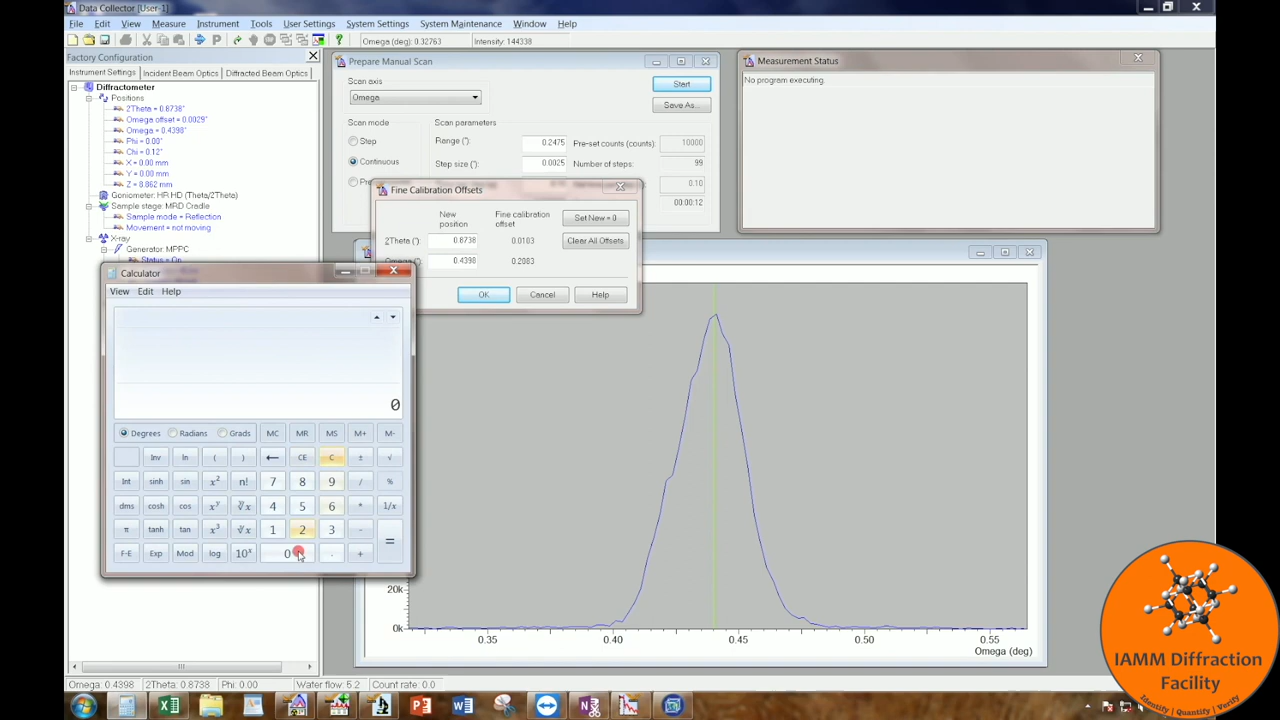 Data Collector [User-1]
File Edit View Measure Instrument Tools User Settings System Settings System Maintenance Window Help
Omega (deg): 0.32763
Intensity: 144338
Factory Configuration
Instrument Settings Incident Beam Optics Diffracted Beam Optics
Diffractometer
Positions
2Theta = 0.8738°
Omega offset = 0.0029°
Omega = 0.4398°
Phi = 0.00°
Chi = 0.12°
X = 0.00 mm
Y = 0.00 mm
Z = 8.862 mm
Goniometer: HR HD (Theta/2Theta)
Sample stage: MRD Cradle
Sample mode = Reflection
Movement = not moving
X-ray
Generator: MPPC
Status = On
Prepare Manual Scan
Scan axis
Omega
Start
Save As...
Scan mode
Step
Continuous
Scan parameters
Range (°): 0.2475
Step size (°): 0.0025
Pre-set counts (counts): 10000
Number of steps: 99
0.10
00:00:12
Measurement Status
No program executing.
Fine Calibration Offsets
New position
Fine calibration offset
2Theta (°): 0.8738 0.0103
0.4398 0.2083
Set New = 0
Clear All Offsets
OK Cancel Help
Calculator
View Edit Help
0
Degrees Radians Grads MC MR MS M+ M-
Inv ln ( ) ← CE C ± √
Int sinh sin x² n! 7 8 9 / %
dms cosh cos xʸ ʸ√x 4 5 6 * 1/x
π tanh tan x³ ³√x 1 2 3 - =
F-E Exp Mod log 10ˣ 0 . +
20k
0k
0.35 0.40 0.45 0.50 0.55
Omega (deg)
Omega: 0.4398 2Theta: 0.8738 Phi: 0.00 Water flow: 5.2 Count rate: 0.0
IAMM Diffraction
Facility
Identify | Quantify | Verify